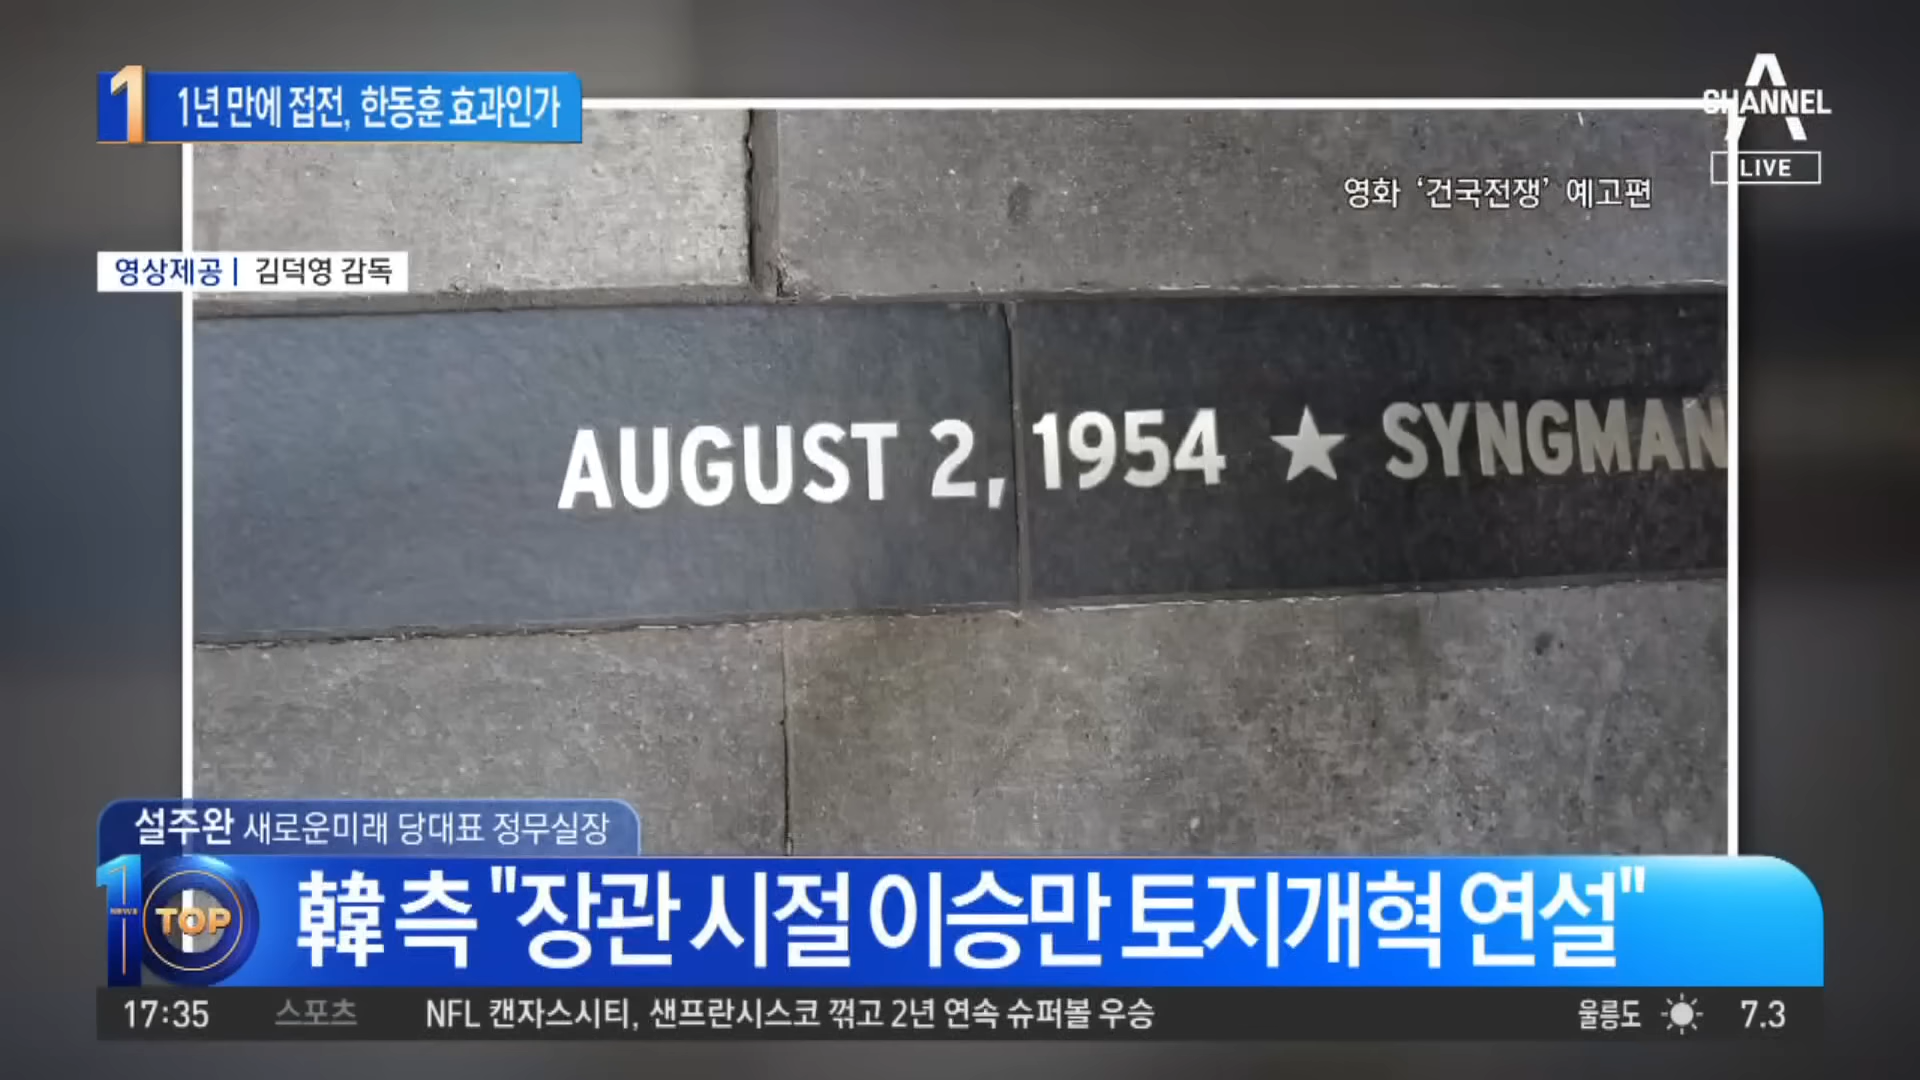 1 1년 만에 접전, 한동훈 효과인가
CHANNEL A
LIVE
영화 ‘건국전쟁’ 예고편
영상제공 | 김덕영 감독
AUGUST 2, 1954 ★ SYNGMAN
설주완 새로운미래 당대표 정무실장
NEWS TOP 10
韓 측 "장관 시절 이승만 토지개혁 연설"
17:35 스포츠 NFL 캔자스시티, 샌프란시스코 꺾고 2년 연속 슈퍼볼 우승 울릉도 7.3